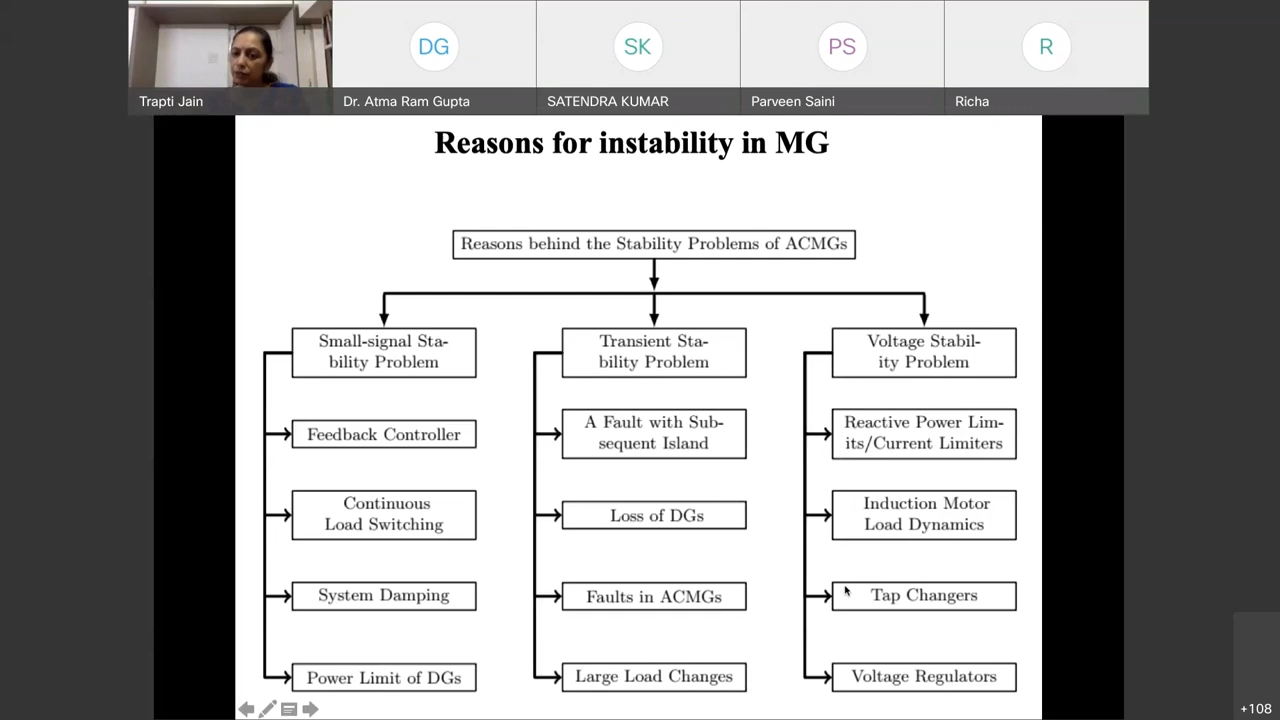 DG
SK
PS
R
Trapti Jain
Dr. Atma Ram Gupta
SATENDRA KUMAR
Parveen Saini
Richa
Reasons for instability in MG
Reasons behind the Stability Problems of ACMGs
Small-signal Sta-
bility Problem
Feedback Controller
Continuous
Load Switching
System Damping
Power Limit of DGs
Transient Sta-
bility Problem
A Fault with Sub-
sequent Island
Loss of DGs
Faults in ACMGs
Large Load Changes
Voltage Stabil-
ity Problem
Reactive Power Lim-
its/Current Limiters
Induction Motor
Load Dynamics
Tap Changers
Voltage Regulators
+108